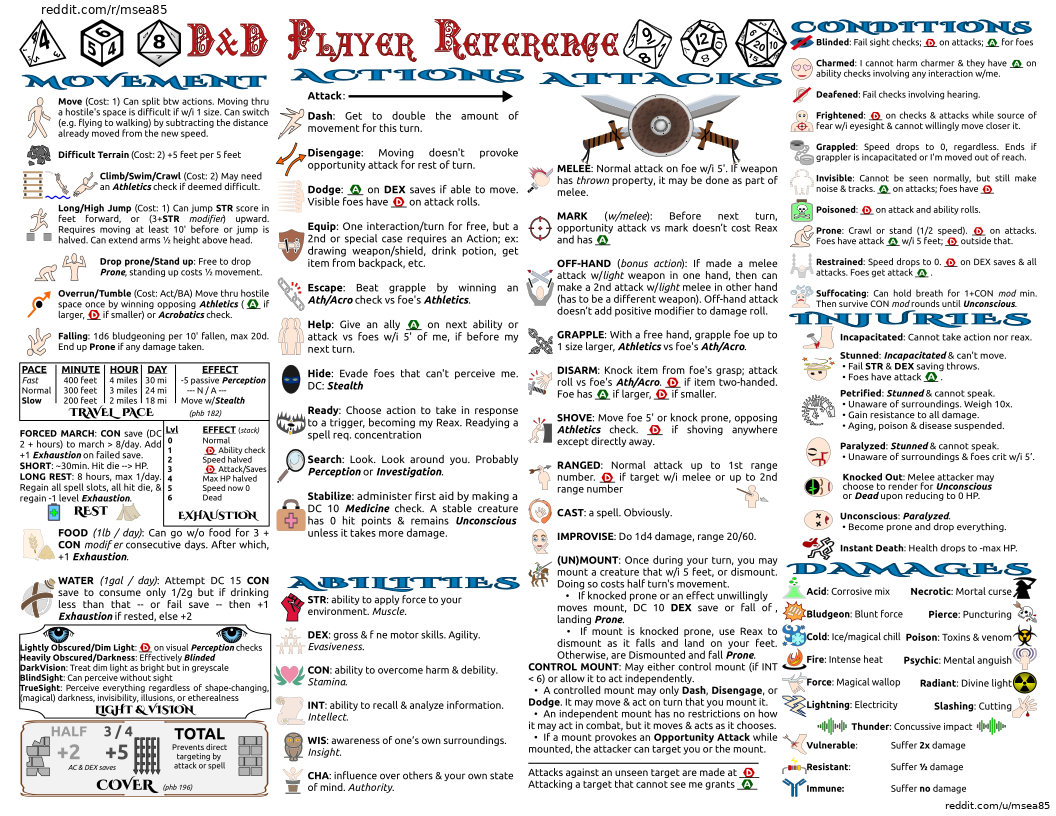 reddit.com/r/msea85
4
6
5 4
8
D&D Player Reference
9
12
20
MOVEMENT
Move (Cost: 1) Can split btw actions. Moving thru
a hostile's space is difficult if w/i 1 size. Can switch
(e.g. flying to walking) by subtracting the distance
already moved from the new speed.
Difficult Terrain (Cost: 2) +5 feet per 5 feet
Climb/Swim/Crawl (Cost: 2) May need
an Athletics check if deemed difficult.
Long/High Jump (Cost: 1) Can jump STR score in
feet forward, or (3+STR modifier) upward.
Requires moving at least 10' before or jump is
halved. Can extend arms ½ height above head.
Drop prone/Stand up: Free to drop
Prone, standing up costs ½ movement.
Overrun/Tumble (Cost: Act/BA) Move thru hostile
space once by winning opposing Athletics ( A if
larger, D if smaller) or Acrobatics check.
Falling: 1d6 bludgeoning per 10' fallen, max 20d.
End up Prone if any damage taken.
PACE MINUTE HOUR DAY EFFECT
Fast 400 feet 4 miles 30 mi -5 passive Perception
Normal 300 feet 3 miles 24 mi --- N / A ---
Slow 200 feet 2 miles 18 mi Move w/Stealth
TRAVEL PACE (phb 182)
FORCED MARCH: CON save (DC
2 + hours) to march > 8/day. Add
+1 Exhaustion on failed save.
SHORT: ~30min. Hit die --> HP.
LONG REST: 8 hours, max 1/day.
Regain all spell slots, all hit die, &
regain -1 level Exhaustion.
REST
Lvl EFFECT (stack)
0 Normal
1 D Ability check
2 Speed halved
3 D Attack/Saves
4 Max HP halved
5 Speed now 0
6 Dead
EXHAUSTION
FOOD (1lb / day): Can go w/o food for 3 +
CON modif er consecutive days. After which,
+1 Exhaustion.
WATER (1gal / day): Attempt DC 15 CON
save to consume only 1/2g but if drinking
less than that -- or fail save -- then +1
Exhaustion if rested, else +2
Lightly Obscured/Dim Light: D on visual Perception checks
Heavily Obscured/Darkness: Effectively Blinded
DarkVision: Treat dim light as bright but in greyscale
BlindSight: Can perceive without sight
TrueSight: Perceive everything regardless of shape-changing,
(magical) darkness, invisibility, illusions, or etherealness
LIGHT & VISION
HALF 3 / 4 TOTAL
+2 +5 Prevents direct
targeting by
attack or spell
AC & DEX saves
COVER (phb 196)
ACTIONS
Attack:
Dash: Get to double the amount of
movement for this turn.
Disengage: Moving doesn't provoke
opportunity attack for rest of turn.
Dodge: A on DEX saves if able to move.
Visible foes have D on attack rolls.
Equip: One interaction/turn for free, but a
2nd or special case requires an Action; ex:
drawing weapon/shield, drink potion, get
item from backpack, etc.
Escape: Beat grapple by winning an
Ath/Acro check vs foe's Athletics.
Help: Give an ally A on next ability or
attack vs foes w/i 5' of me, if before my
next turn.
Hide: Evade foes that can't perceive me.
DC: Stealth
Ready: Choose action to take in response
to a trigger, becoming my Reax. Readying a
spell req. concentration
Search: Look. Look around you. Probably
Perception or Investigation.
Stabilize: administer first aid by making a
DC 10 Medicine check. A stable creature
has 0 hit points & remains Unconscious
unless it takes more damage.
ABILITIES
STR: ability to apply force to your
environment. Muscle.
DEX: gross & f ne motor skills. Agility.
Evasiveness.
CON: ability to overcome harm & debility.
Stamina.
INT: ability to recall & analyze information.
Intellect.
WIS: awareness of one's own surroundings.
Insight.
CHA: influence over others & your own state
of mind. Authority.
ATTACKS
MELEE: Normal attack on foe w/i 5'. If weapon
has thrown property, it may be done as part of
melee.
MARK (w/melee): Before next turn,
opportunity attack vs mark doesn't cost Reax
and has A
OFF-HAND (bonus action): If made a melee
attack w/light weapon in one hand, then can
make a 2nd attack w/light melee in other hand
(has to be a different weapon). Off-hand attack
doesn't add positive modifier to damage roll.
GRAPPLE: With a free hand, grapple foe up to
1 size larger, Athletics vs foe's Ath/Acro.
DISARM: Knock item from foe's grasp; attack
roll vs foe's Ath/Acro. D if item two-handed.
Foe has A if larger, D if smaller.
SHOVE: Move foe 5' or knock prone, opposing
Athletics check. D if shoving anywhere
except directly away.
RANGED: Normal attack up to 1st range
number. D if target w/i melee or up to 2nd
range number
CAST: a spell. Obviously.
IMPROVISE: Do 1d4 damage, range 20/60.
(UN)MOUNT: Once during your turn, you may
mount a creature that w/i 5 feet, or dismount.
Doing so costs half turn's movement.
• If knocked prone or an effect unwillingly
moves mount, DC 10 DEX save or fall of ,
landing Prone.
• If mount is knocked prone, use Reax to
dismount as it falls and land on your feet.
Otherwise, are Dismounted and fall Prone.
CONTROL MOUNT: May either control mount (if INT
< 6) or allow it to act independently.
• A controlled mount may only Dash, Disengage, or
Dodge. It may move & act on turn that you mount it.
• An independent mount has no restrictions on how
it may act in combat, but it moves & acts as it chooses.
• If a mount provokes an Opportunity Attack while
mounted, the attacker can target you or the mount.
Attacks against an unseen target are made at D
Attacking a target that cannot see me grants A
CONDITIONS
Blinded: Fail sight checks; D on attacks; A for foes
Charmed: I cannot harm charmer & they have A on
ability checks involving any interaction w/me.
Deafened: Fail checks involving hearing.
Frightened: D on checks & attacks while source of
fear w/i eyesight & cannot willingly move closer it.
Grappled: Speed drops to 0, regardless. Ends if
grappler is incapacitated or I'm moved out of reach.
Invisible: Cannot be seen normally, but still make
noise & tracks. A on attacks; foes have D.
Poisoned: D on attack and ability rolls.
Prone: Crawl or stand (1/2 speed). D on attacks.
Foes have attack A w/i 5 feet; D outside that.
Restrained: Speed drops to 0. D on DEX saves & all
attacks. Foes get attack A .
Suffocating: Can hold breath for 1+CON mod min.
Then survive CON mod rounds until Unconscious.
INJURIES
Incapacitated: Cannot take action nor reax.
Stunned: Incapacitated & can't move.
• Fail STR & DEX saving throws.
• Foes have attack A .
Petrified: Stunned & cannot speak.
• Unaware of surroundings. Weigh 10x.
• Gain resistance to all damage.
• Aging, poison & disease suspended.
Paralyzed: Stunned & cannot speak.
• Unaware of surroundings & foes crit w/i 5'.
Knocked Out: Melee attacker may
choose to render for Unconscious
or Dead upon reducing to 0 HP.
Unconscious: Paralyzed.
• Become prone and drop everything.
Instant Death: Health drops to -max HP.
DAMAGES
Acid: Corrosive mix Necrotic: Mortal curse
Bludgeon: Blunt force Pierce: Puncturing
Cold: Ice/magical chill Poison: Toxins & venom
Fire: Intense heat Psychic: Mental anguish
Force: Magical wallop Radiant: Divine light
Lightning: Electricity Slashing: Cutting
Thunder: Concussive impact
Vulnerable: Suffer 2x damage
Resistant: Suffer ½ damage
Immune: Suffer no damage
reddit.com/u/msea85